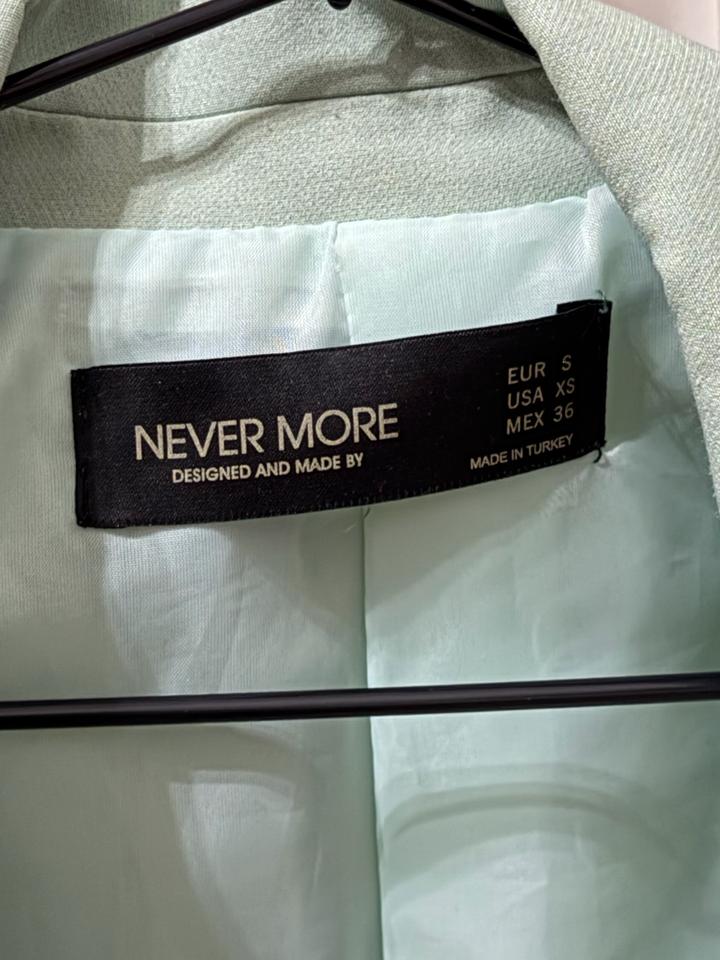 NEVER MORE
DESIGNED AND MADE BY
EUR S
USA XS
MEX 36
MADE IN TURKEY